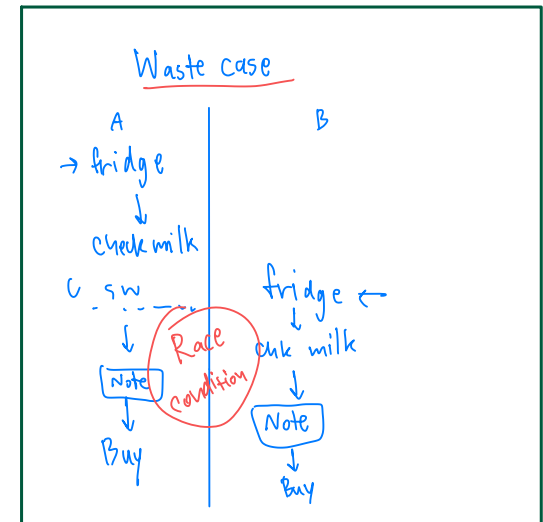 Waste case
A
B
→ fridge
↓
check milk
C sw
↓
Note
↓
Buy
Race
condition
fridge ←
↓
chk milk
↓
Note
↓
Buy